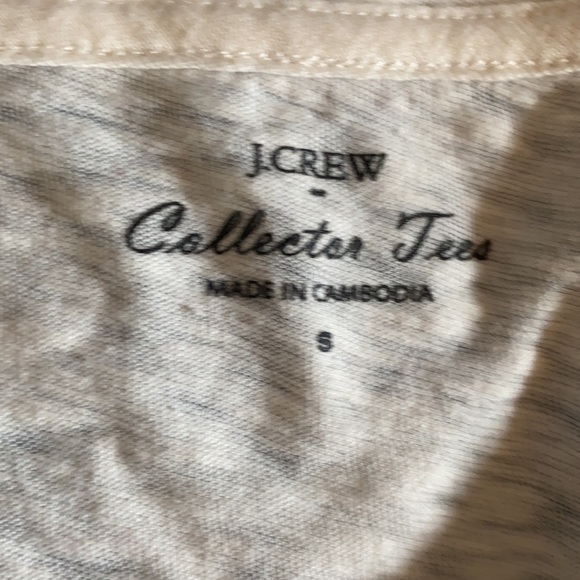 J.CREW
-
Collector Tees
MADE IN CAMBODIA
S